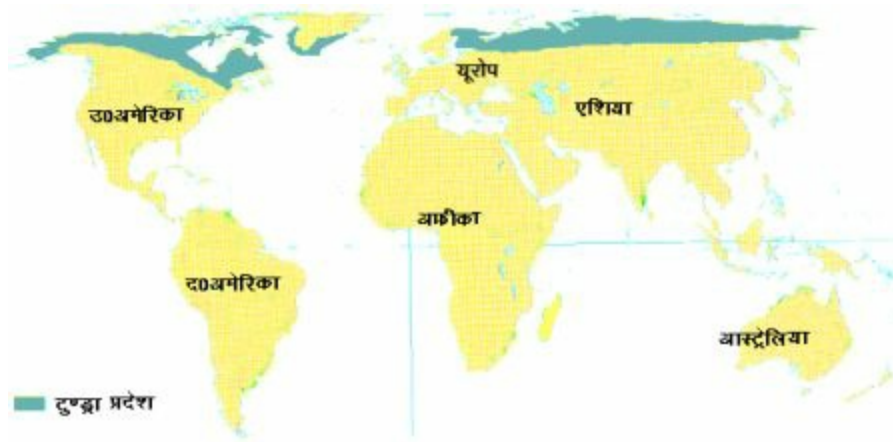 यूरोप
एशिया
उ0अमेरिका
अफ्रीका
द0अमेरिका
आस्ट्रेलिया
टुण्ड्रा प्रदेश